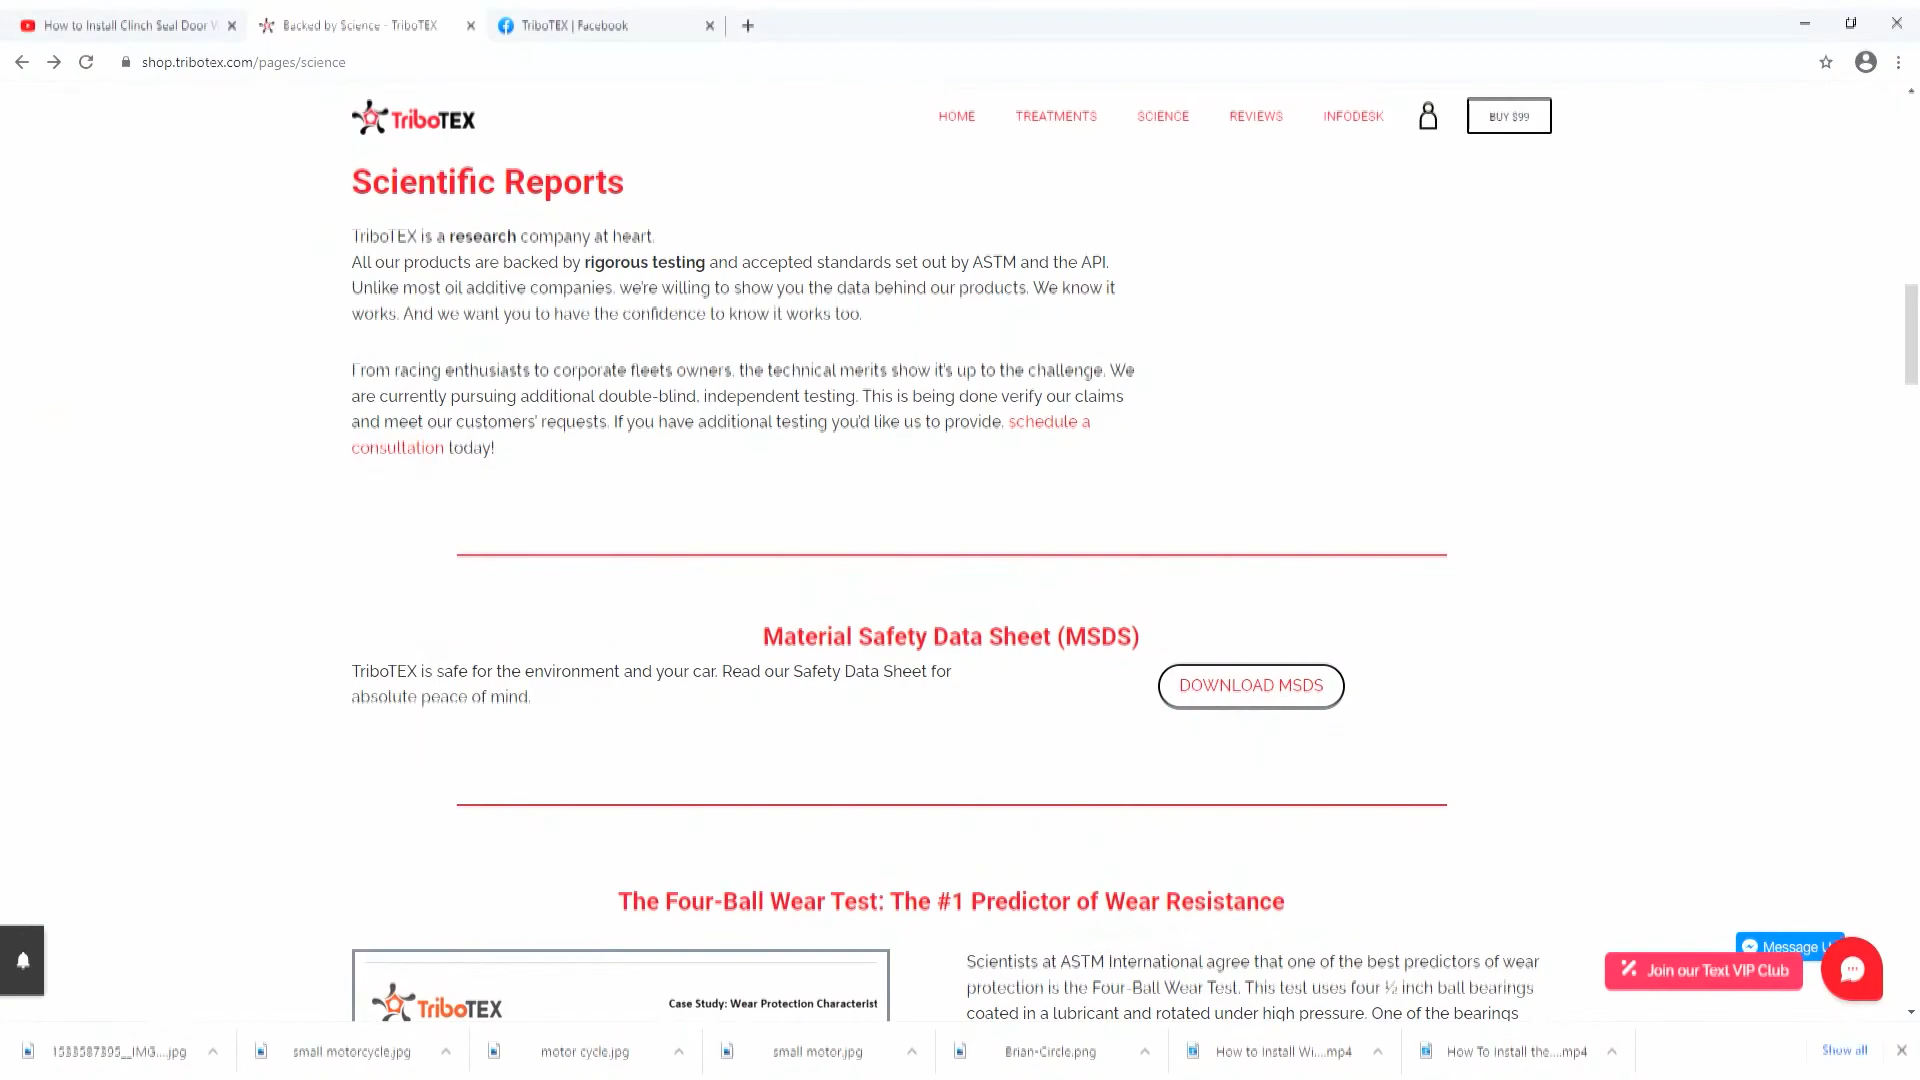 How to Install Clinch Seal Door
Backed by Science - TriboTEX
TriboTEX | Facebook
shop.tribotex.com/pages/science
TriboTEX
HOME
TREATMENTS
SCIENCE
REVIEWS
INFODESK
BUY $99
Scientific Reports
TriboTEX is a research company at heart.
All our products are backed by rigorous testing and accepted standards set out by ASTM and the API.
Unlike most oil additive companies, we're willing to show you the data behind our products. We know it
works. And we want you to have the confidence to know it works too.
From racing enthusiasts to corporate fleets owners, the technical merits show it's up to the challenge. We
are currently pursuing additional double-blind, independent testing. This is being done verify our claims
and meet our customers' requests. If you have additional testing you'd like us to provide, schedule a
consultation today!
Material Safety Data Sheet (MSDS)
TriboTEX is safe for the environment and your car. Read our Safety Data Sheet for
absolute peace of mind.
DOWNLOAD MSDS
The Four-Ball Wear Test: The #1 Predictor of Wear Resistance
TriboTEX
Case Study: Wear Protection Characterist
Scientists at ASTM International agree that one of the best predictors of wear
protection is the Four-Ball Wear Test. This test uses four ½ inch ball bearings
coated in a lubricant and rotated under high pressure. One of the bearings
Message U
Join our Text VIP Club
small motorcycle.jpg
motor cycle.jpg
small motor.jpg
Brian-Circle.png
How to Install Wi....mp4
How To Install the....mp4
Show all